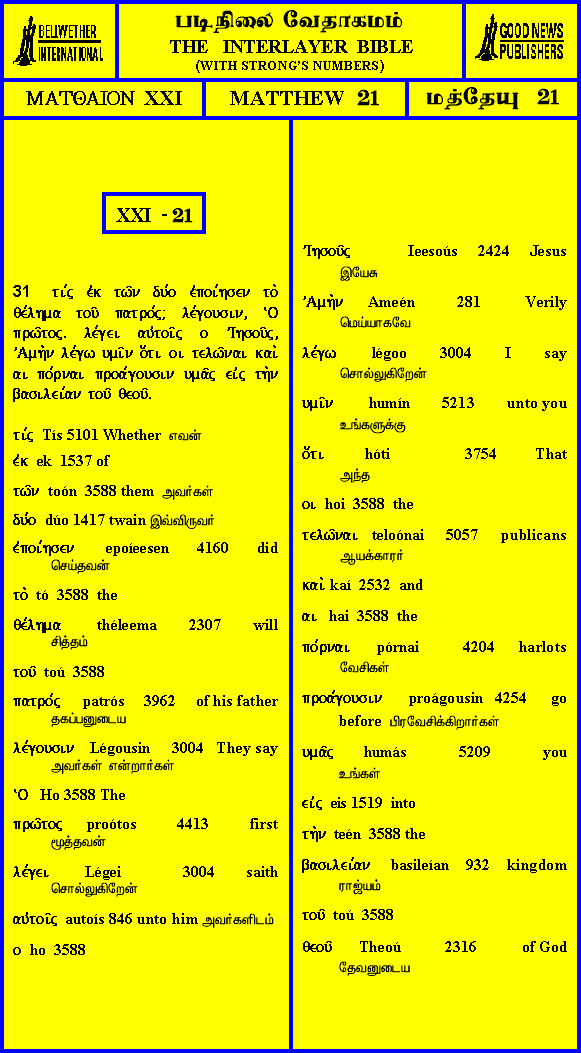 BELLWETHER
INTERNATIONAL
படிநிலை வேதாகமம்
THE INTERLAYER BIBLE
(WITH STRONG'S NUMBERS)
GOOD NEWS
PUBLISHERS
ΜΑΤΘΑΙΟΝ XXI
MATTHEW 21
மத்தேயு 21
XXI - 21
31 τίς ἐκ τῶν δύο ἐποίησεν τὸ
θέλημα τοῦ πατρός; λέγουσιν, Ὁ
πρῶτος. λέγει αὐτοῖς ο Ἰησοῦς,
Ἀμὴν λέγω υμῖν ὅτι οι τελῶναι καὶ
αι πόρναι προάγουσιν υμᾶς εἰς τὴν
βασιλείαν τοῦ θεοῦ.
τίς Tís 5101 Whether எவன்
ἐκ ek 1537 of
τῶν toón 3588 them அவர்கள்
δύο dúo 1417 twain இவ்விருவர்
ἐποίησεν epoíeesen 4160 did
செய்தவன்
τὸ tó 3588 the
θέλημα théleema 2307 will
சித்தம்
τοῦ toú 3588
πατρός patrós 3962 of his father
தகப்பனுடைய
λέγουσιν Légousin 3004 They say
அவர்கள் என்றார்கள்
Ὁ Ho 3588 The
πρῶτος proótos 4413 first
மூத்தவன்
λέγει Légei 3004 saith
சொல்லுகிறேன்
αὐτοῖς autoís 846 unto him அவர்களிடம்
ο ho 3588
Ἰησοῦς Ieesoús 2424 Jesus
இயேசு
Ἀμὴν Ameén 281 Verily
மெய்யாகவே
λέγω légoo 3004 I say
சொல்லுகிறேன்
υμῖν humín 5213 unto you
உங்களுக்கு
ὅτι hóti 3754 That
அந்த
οι hoi 3588 the
τελῶναι teloónai 5057 publicans
ஆயக்காரர்
καὶ kaí 2532 and
αι hai 3588 the
πόρναι pórnai 4204 harlots
வேசிகள்
προάγουσιν proágousin 4254 go
before பிரவேசிக்கிறார்கள்
υμᾶς humás 5209 you
உங்கள்
εἰς eis 1519 into
τὴν teén 3588 the
βασιλείαν basileían 932 kingdom
ராஜ்யம்
τοῦ toú 3588
θεοῦ Theoú 2316 of God
தேவனுடைய